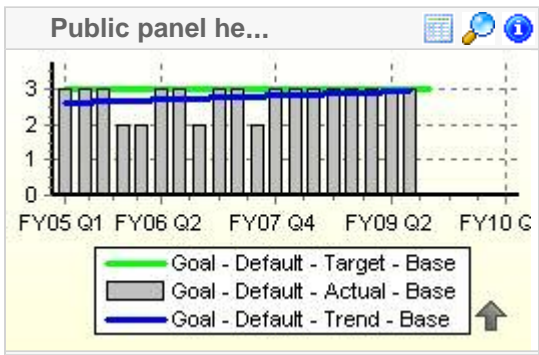 Public panel he...
3
2
1
0
FY05 Q1 FY06 Q2 FY07 Q4 FY09 Q2 FY10 Q
Goal - Default - Target - Base
Goal - Default - Actual - Base
Goal - Default - Trend - Base